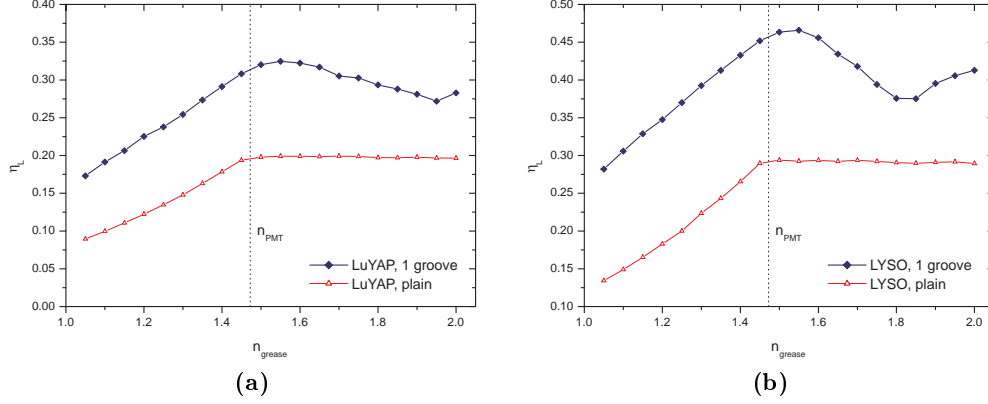 0.40
0.35
0.30
0.25
0.20
0.15
0.10
0.05
0.00
η_L
1.0 1.2 1.4 1.6 1.8 2.0
n_grease
n_PMT
LuYAP, 1 groove
LuYAP, plain
(a)
0.50
0.45
0.40
0.35
0.30
0.25
0.20
0.15
0.10
η_L
1.0 1.2 1.4 1.6 1.8 2.0
n_grease
n_PMT
LYSO, 1 groove
LYSO, plain
(b)